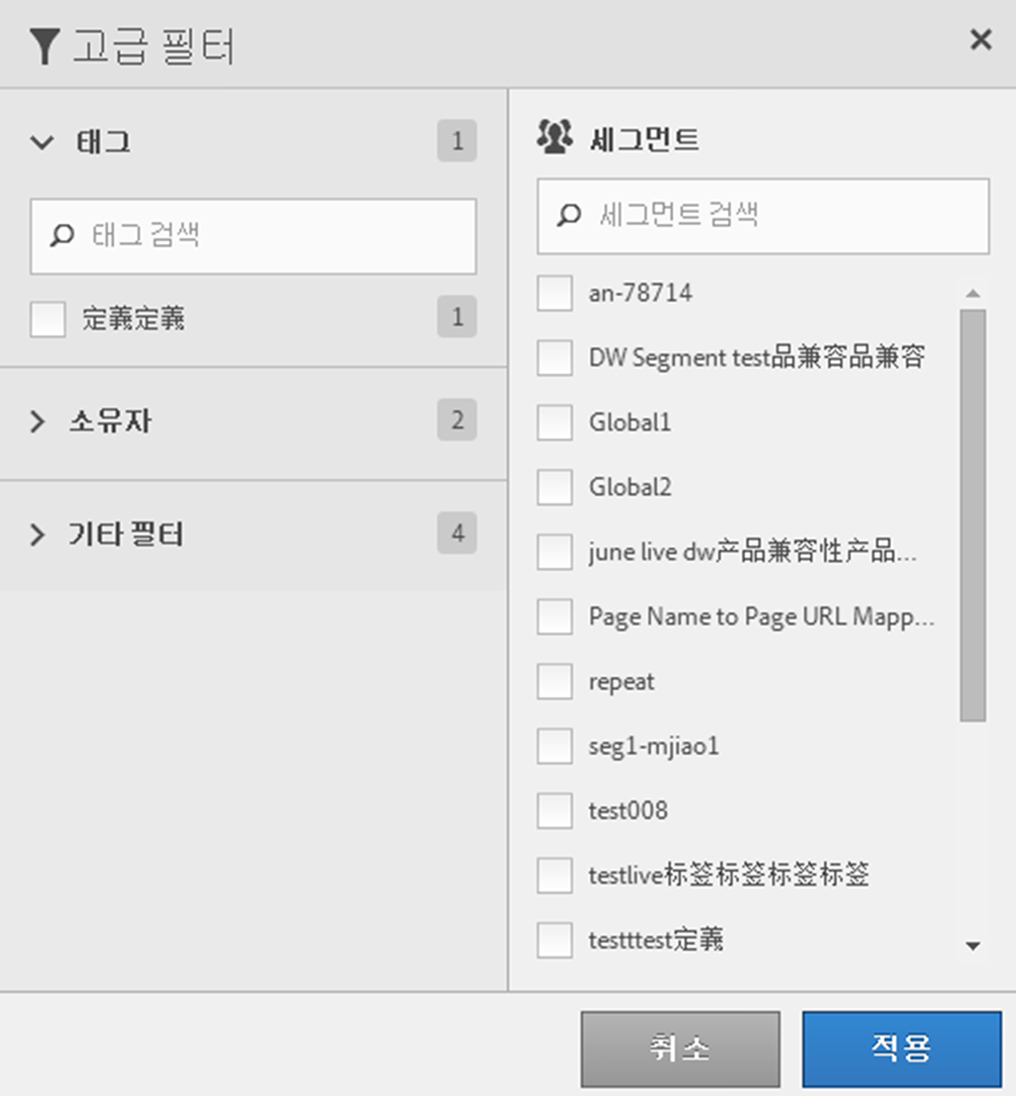 고급 필터
태그 1
태그 검색
定義定義 1
소유자 2
기타 필터 4
세그먼트
세그먼트 검색
an-78714
DW Segment test品兼容品兼容
Global1
Global2
june live dw产品兼容性产品...
Page Name to Page URL Mapp...
repeat
seg1-mjiao1
test008
testlive标签标签标签标签
testttest定義
취소
적용